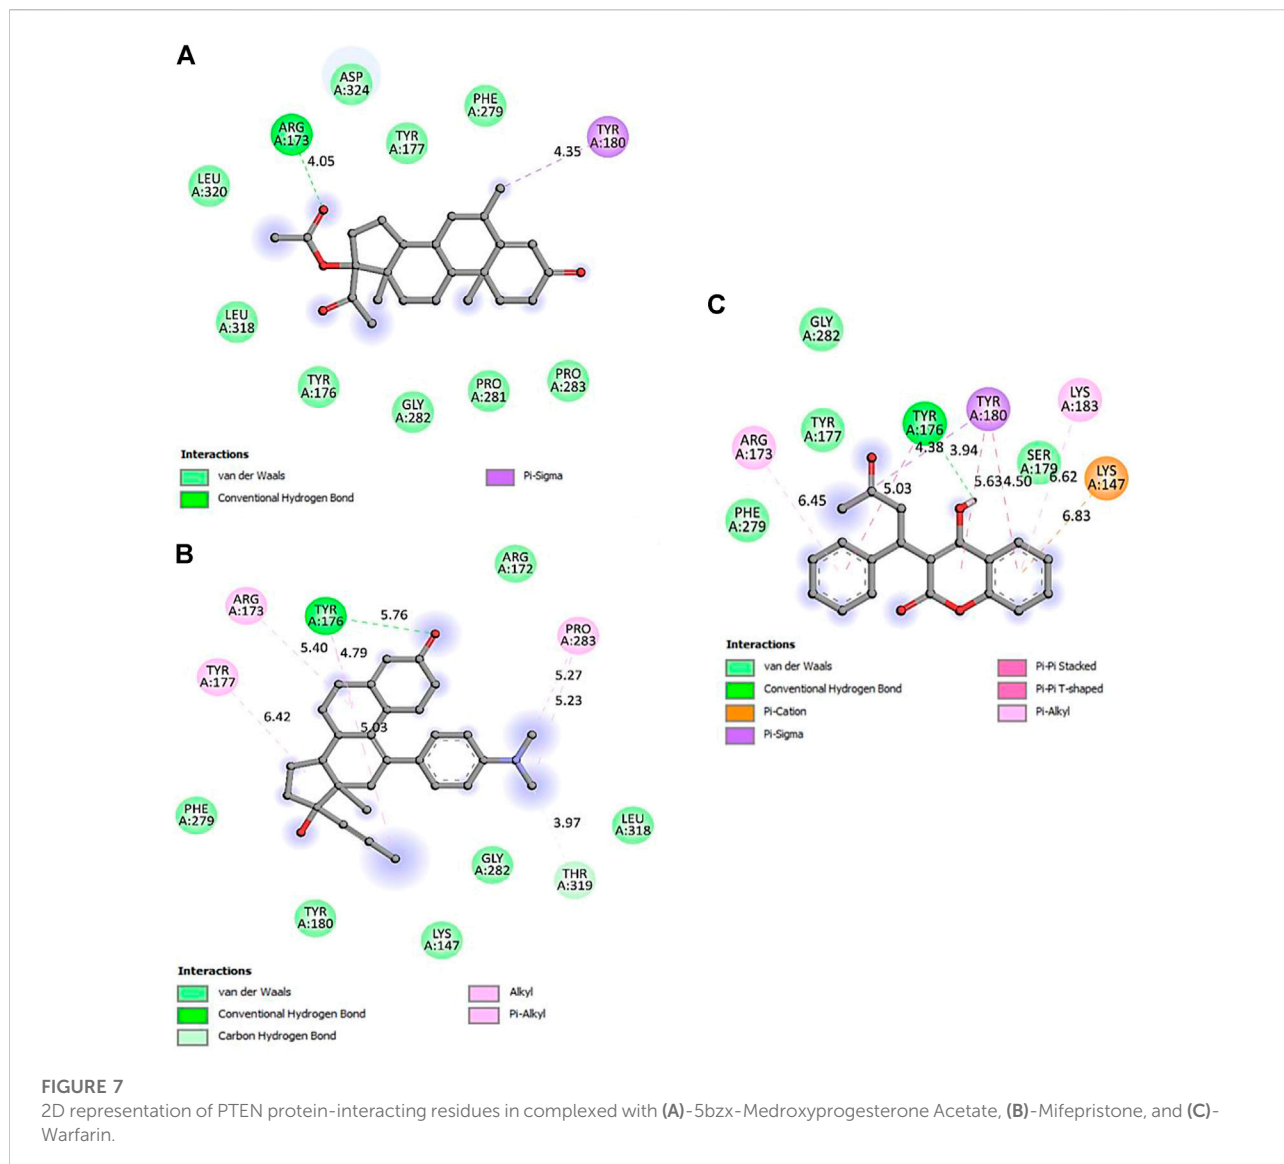 A
ASP
A:324
PHE
A:279
ARG
A:173
TYR
A:177
TYR
A:180
4.05
4.35
LEU
A:320
LEU
A:318
TYR
A:176
GLY
A:282
PRO
A:281
PRO
A:283
Interactions
van der Waals
Conventional Hydrogen Bond
Pi-Sigma
B
ARG
A:172
ARG
A:173
TYR
A:176
5.76
PRO
A:283
5.40
4.79
TYR
A:177
5.27
5.23
6.42
5.03
PHE
A:279
3.97
LEU
A:318
GLY
A:282
THR
A:319
TYR
A:180
LYS
A:147
Interactions
van der Waals
Conventional Hydrogen Bond
Carbon Hydrogen Bond
Alkyl
Pi-Alkyl
C
GLY
A:282
LYS
A:183
TYR
A:180
TYR
A:176
TYR
A:177
ARG
A:173
4.38
3.94
SER
A:179
LYS
A:147
5.03
5.63
4.50
6.62
6.45
6.83
PHE
A:279
Interactions
van der Waals
Conventional Hydrogen Bond
Pi-Cation
Pi-Sigma
Pi-Pi Stacked
Pi-Pi T-shaped
Pi-Alkyl
FIGURE 7
2D representation of PTEN protein-interacting residues in complexed with (A)-5bzx-Medroxyprogesterone Acetate, (B)-Mifepristone, and (C)-
Warfarin.